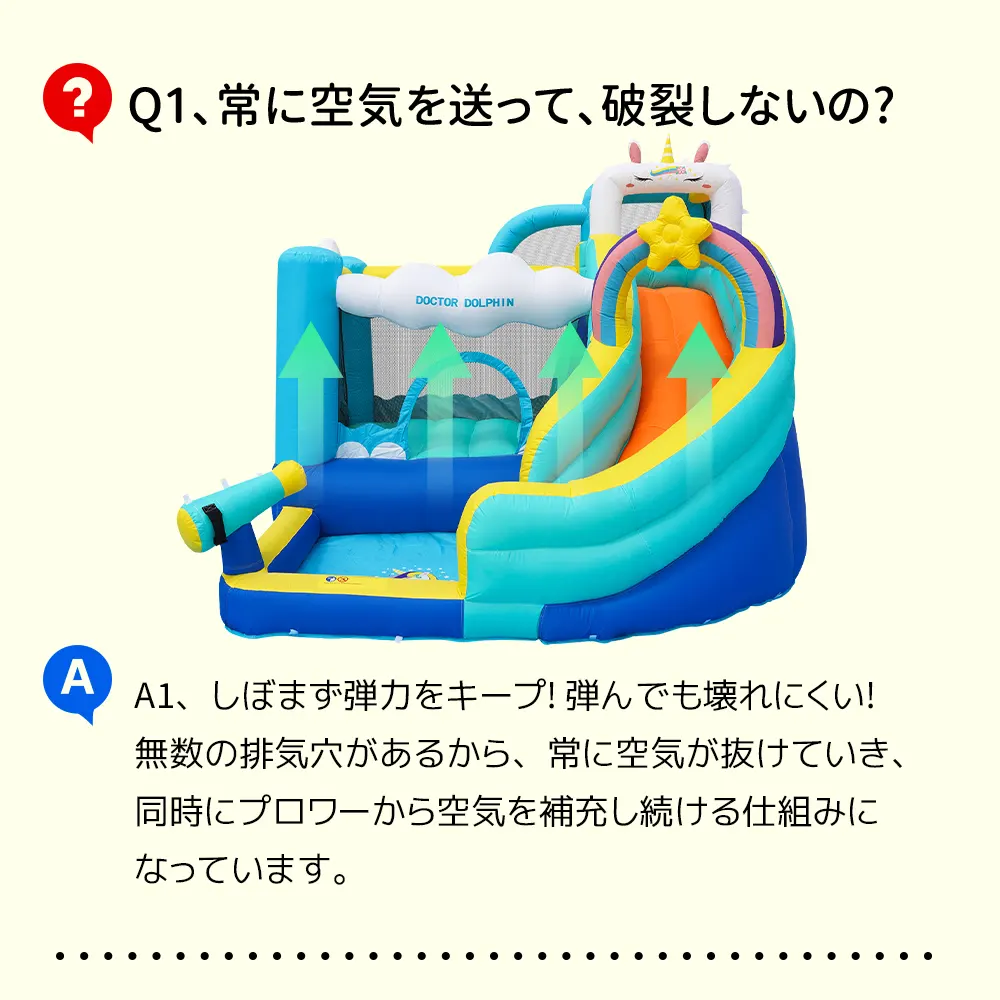 ?
Q1、常に空気を送って、破裂しないの?
DOCTOR DOLPHIN
A
A1、しぼまず弾力をキープ! 弾んでも壊れにくい!
無数の排気穴があるから、常に空気が抜けていき、
同時にプロワーから空気を補充し続ける仕組みに
なっています。